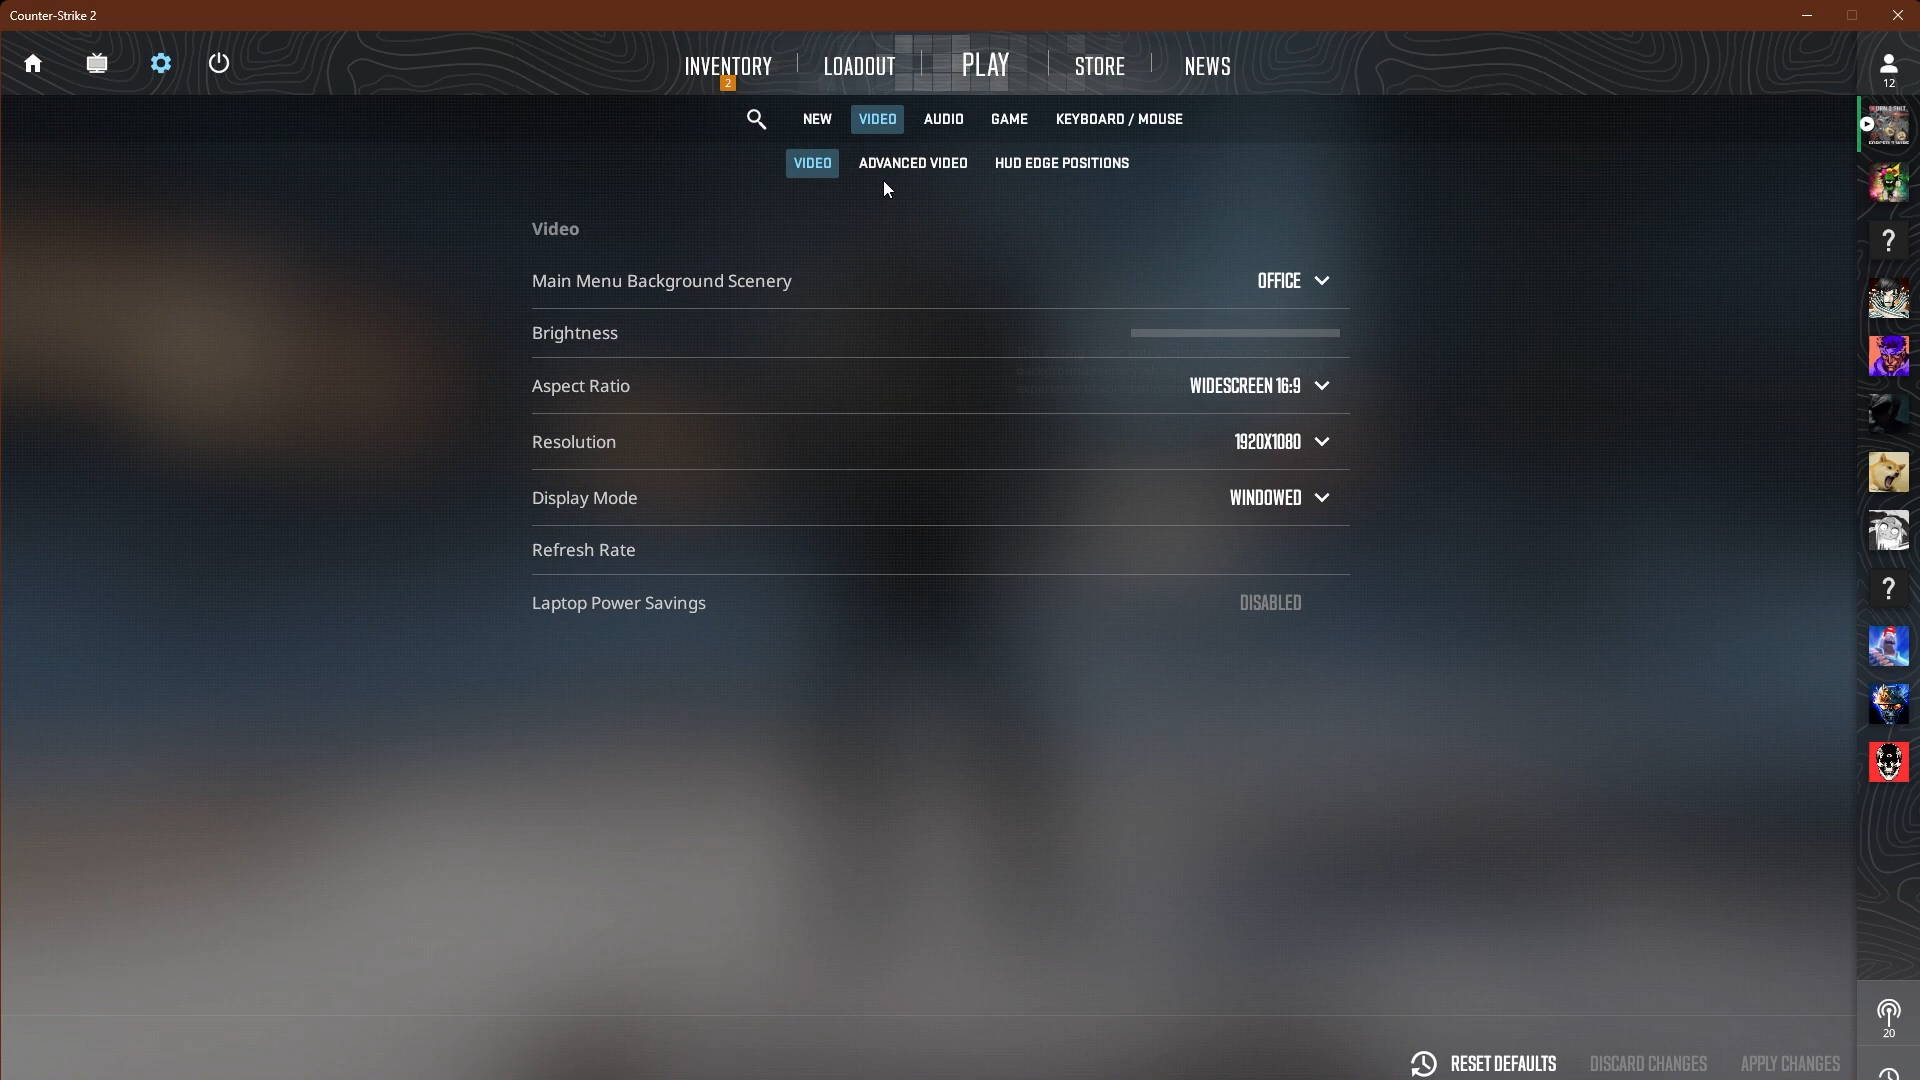 Counter-Strike 2
INVENTORY
2
LOADOUT
PLAY
STORE
NEWS
12
NEW
VIDEO
AUDIO
GAME
KEYBOARD / MOUSE
VIDEO
ADVANCED VIDEO
HUD EDGE POSITIONS
Video
Main Menu Background Scenery
OFFICE
Brightness
Aspect Ratio
WIDESCREEN 16:9
Resolution
1920X1080
Display Mode
WINDOWED
Refresh Rate
Laptop Power Savings
DISABLED
?
?
20
RESET DEFAULTS
DISCARD CHANGES
APPLY CHANGES